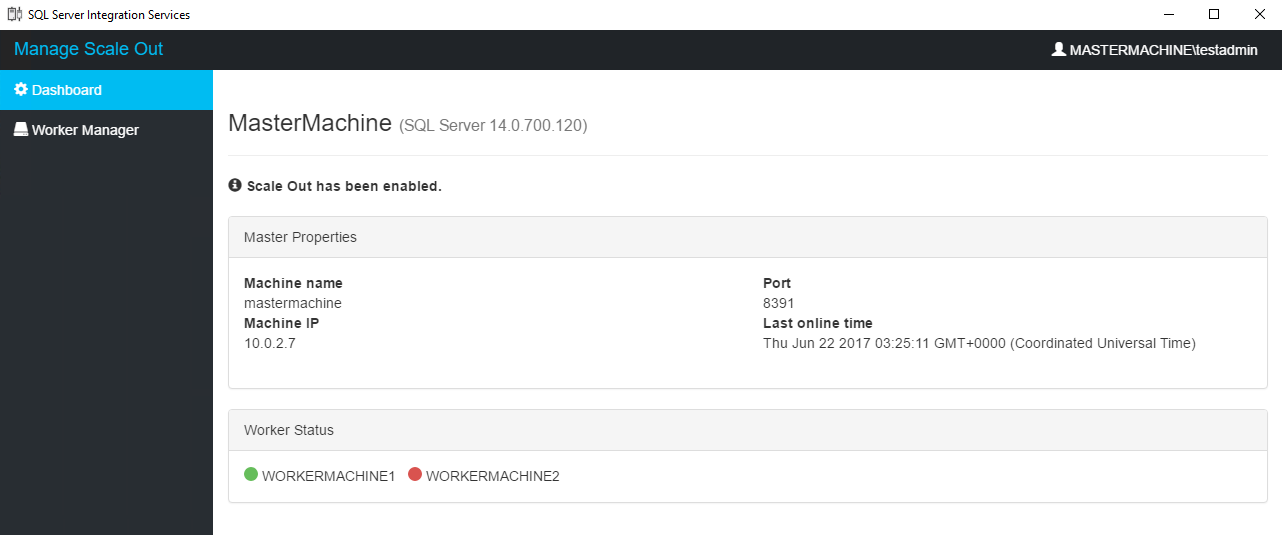 SQL Server Integration Services
Manage Scale Out
MASTERMACHINE\testadmin
Dashboard
Worker Manager
MasterMachine (SQL Server 14.0.700.120)
Scale Out has been enabled.
Master Properties
Machine name
mastermachine
Machine IP
10.0.2.7
Port
8391
Last online time
Thu Jun 22 2017 03:25:11 GMT+0000 (Coordinated Universal Time)
Worker Status
WORKERMACHINE1 WORKERMACHINE2